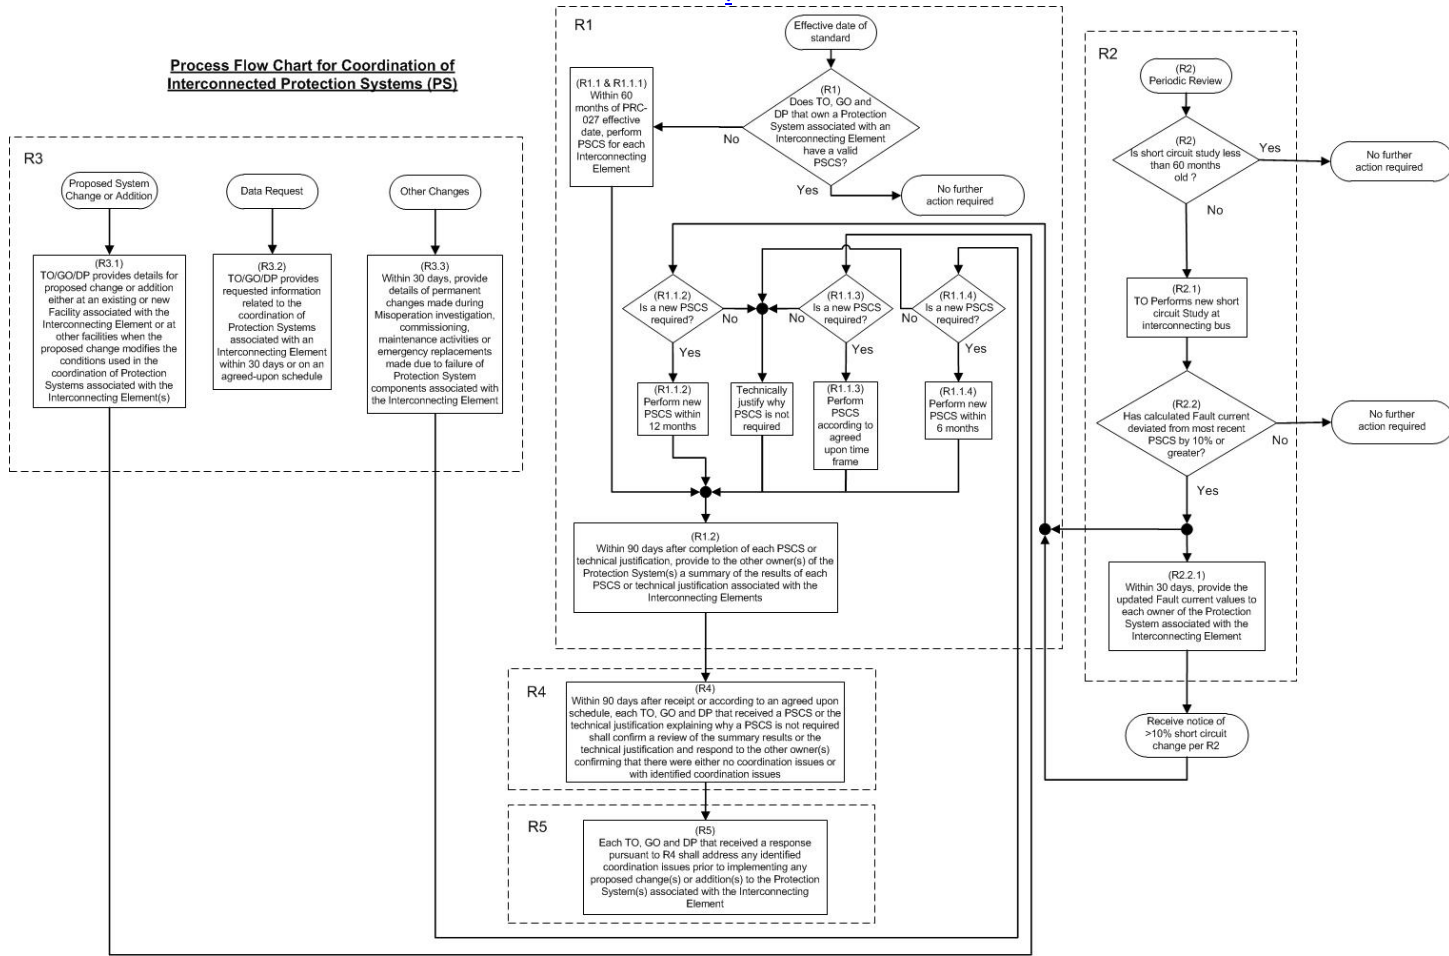 Process Flow Chart for Coordination of
Interconnected Protection Systems (PS)
R3
Proposed System
Change or Addition
Data Request
Other Changes
(R3.1)
TO/GO/DP provides details for
proposed change or addition
either at an existing or new
Facility associated with the
Interconnecting Element or at
other facilities when the
proposed change modifies the
conditions used in the
coordination of Protection
Systems associated with the
Interconnecting Element(s)
(R3.2)
TO/GO/DP provides
requested information
related to the
coordination of
Protection Systems
associated with an
Interconnecting Element
within 30 days or on an
agreed-upon schedule
(R3.3)
Within 30 days, provide
details of permanent
changes made during
Misoperation investigation,
commissioning,
maintenance activities or
emergency replacements
made due to failure of
Protection System
components associated with
the Interconnecting Element
R1
Effective date of
standard
(R1.1 & R1.1.1)
Within 60
months of PRC-
027 effective
date, perform
PSCS for each
Interconnecting
Element
(R1)
Does TO, GO and
DP that own a Protection
System associated with an
Interconnecting Element
have a valid
PSCS?
No
Yes
No further
action required
(R1.1.2)
Is a new PSCS
required?
No
Yes
(R1.1.3)
Is a new PSCS
required?
No
Yes
(R1.1.4)
Is a new PSCS
required?
No
Yes
(R1.1.2)
Perform new
PSCS within
12 months
Technically
justify why
PSCS is not
required
(R1.1.3)
Perform
PSCS
according to
agreed
upon time
frame
(R1.1.4)
Perform new
PSCS within
6 months
(R1.2)
Within 90 days after completion of each PSCS or
technical justification, provide to the other owner(s) of the
Protection System(s) a summary of the results of each
PSCS or technical justification associated with the
Interconnecting Elements
R4
(R4)
Within 90 days after receipt or according to an agreed upon
schedule, each TO, GO and DP that received a PSCS or the
technical justification explaining why a PSCS is not required
shall confirm a review of the summary results or the
technical justification and respond to the other owner(s)
confirming that there were either no coordination issues or
with identified coordination issues
R5
(R5)
Each TO, GO and DP that received a response
pursuant to R4 shall address any identified
coordination issues prior to implementing any
proposed change(s) or addition(s) to the Protection
System(s) associated with the Interconnecting
Element
R2
(R2)
Periodic Review
(R2)
Is short circuit study less
than 60 months
old ?
Yes
No further
action required
No
(R2.1)
TO Performs new short
circuit Study at
interconnecting bus
(R2.2)
Has calculated Fault current
deviated from most recent
PSCS by 10% or
greater?
No
No further
action required
Yes
(R2.2.1)
Within 30 days, provide the
updated Fault current values to
each owner of the Protection
System associated with the
Interconnecting Element
Receive notice of
>10% short circuit
change per R2